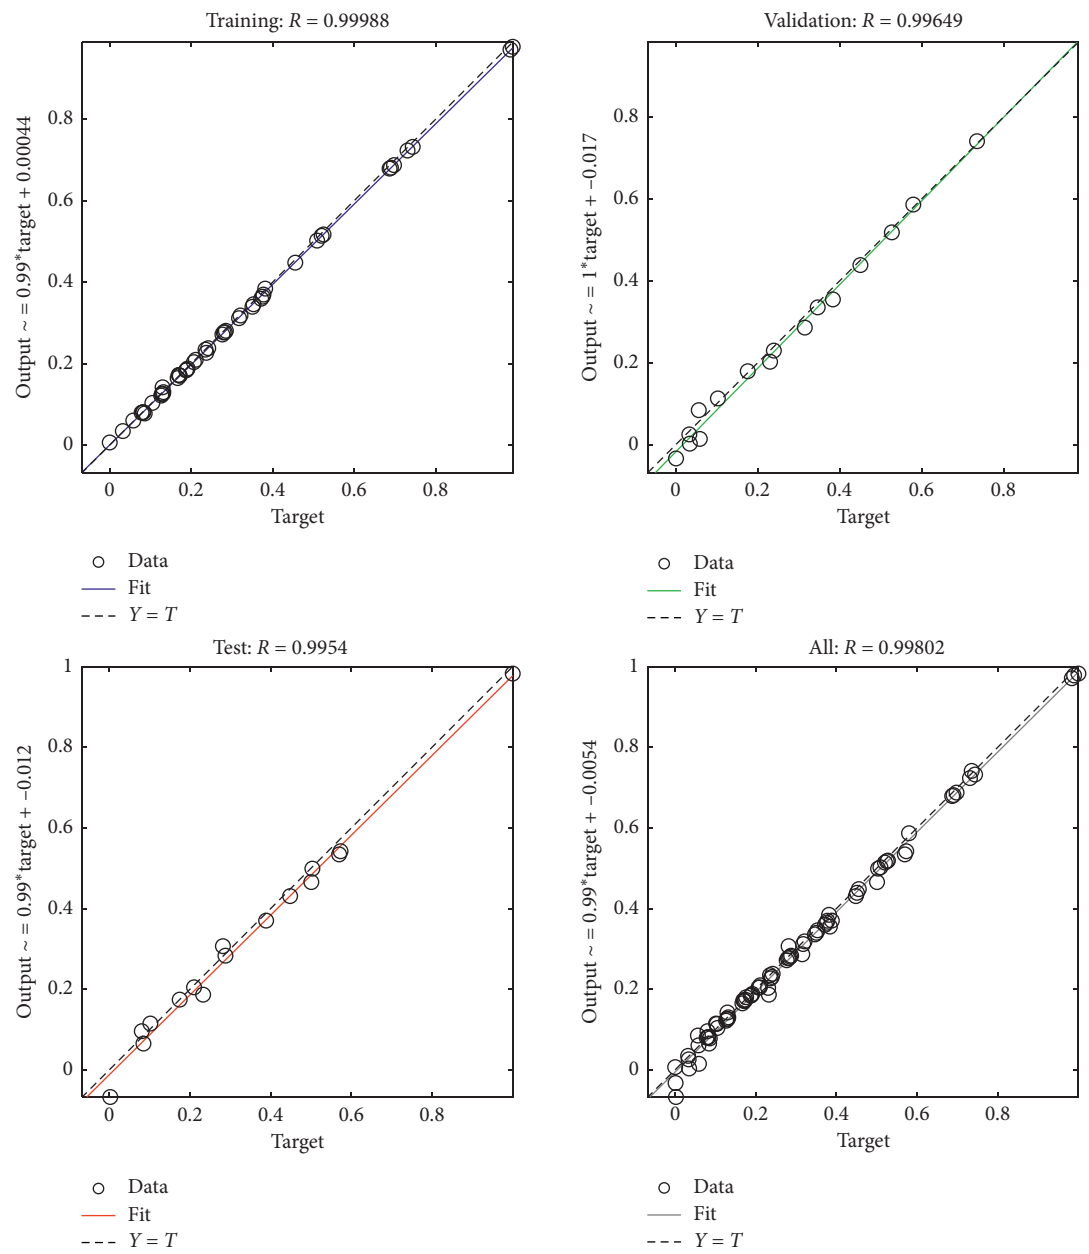 Training: R = 0.99988
Output ~ = 0.99*target + 0.00044
0.8
0.6
0.4
0.2
0
0 0.2 0.4 0.6 0.8
Target
Data
Fit
Y = T
Validation: R = 0.99649
Output ~ = 1*target + −0.017
0.8
0.6
0.4
0.2
0
0 0.2 0.4 0.6 0.8
Target
Data
Fit
Y = T
Test: R = 0.9954
Output ~ = 0.99*target + −0.012
1
0.8
0.6
0.4
0.2
0
0 0.2 0.4 0.6 0.8
Target
Data
Fit
Y = T
All: R = 0.99802
Output ~ = 0.99*target + −0.0054
1
0.8
0.6
0.4
0.2
0
0 0.2 0.4 0.6 0.8
Target
Data
Fit
Y = T